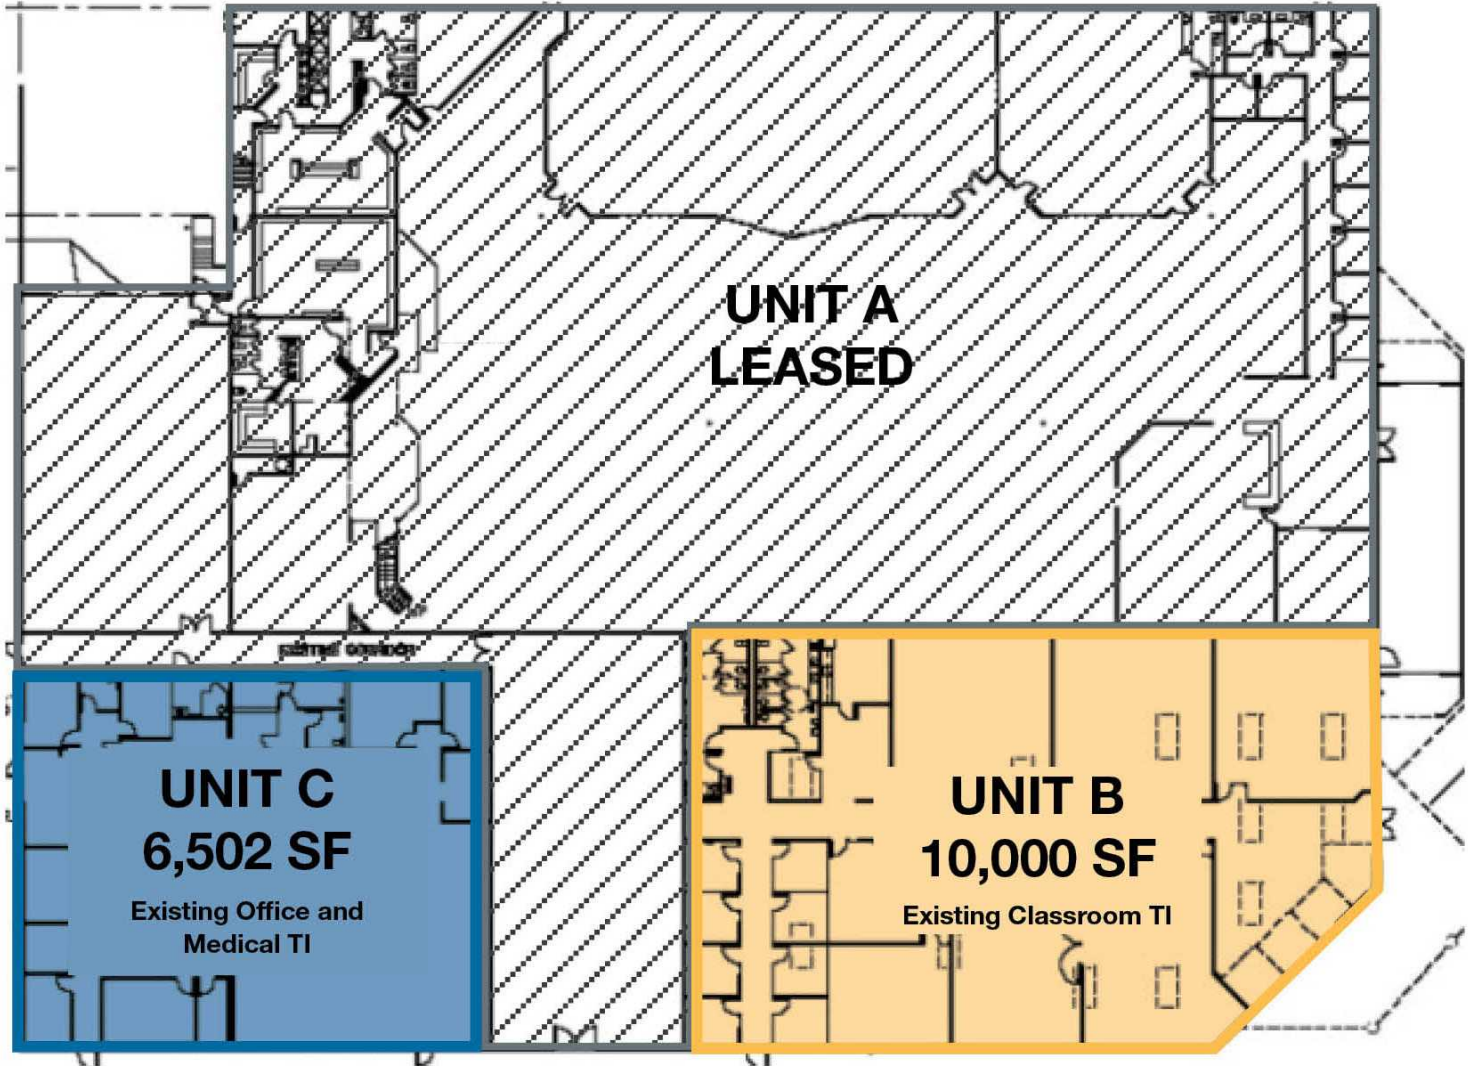 UNIT A
LEASED
UNIT C
6,502 SF
Existing Office and
Medical TI
UNIT B
10,000 SF
Existing Classroom TI